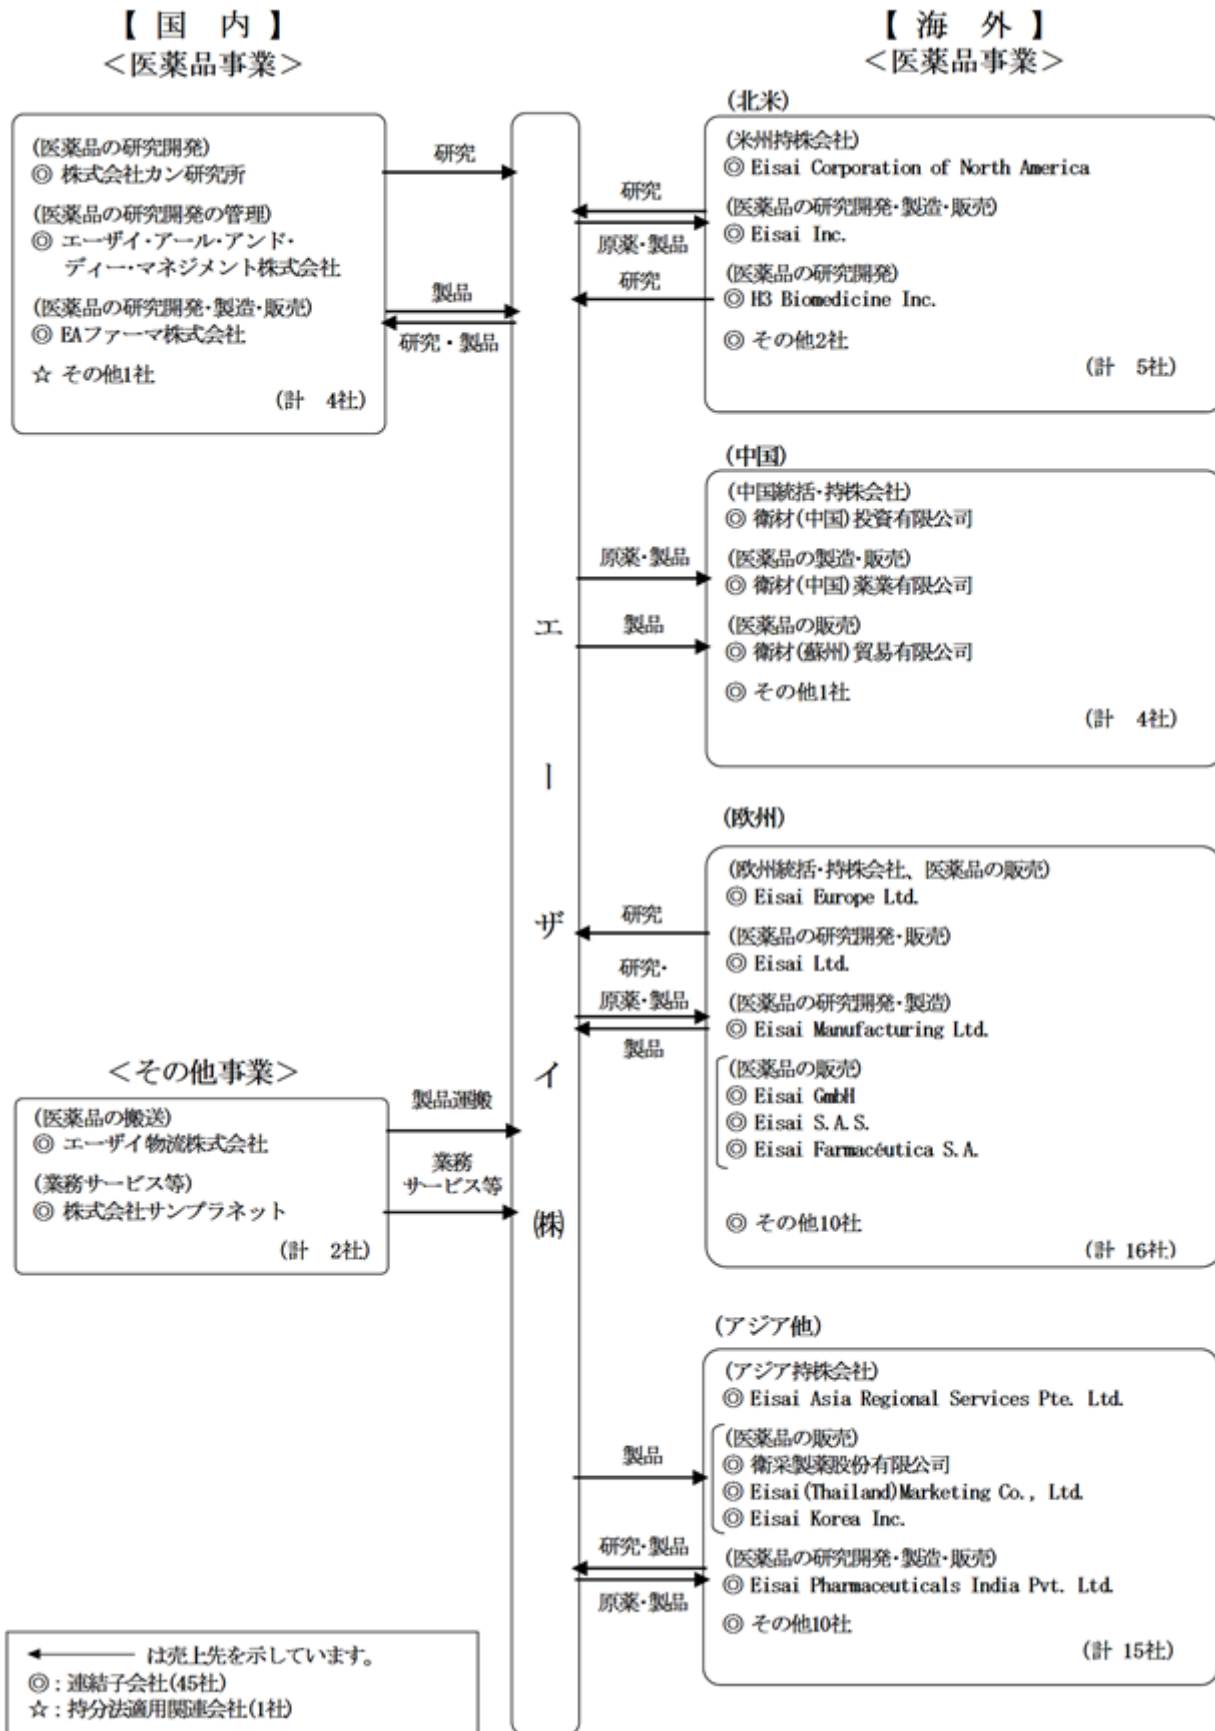 【 国 内 】
＜医薬品事業＞
(医薬品の研究開発)
◎ 株式会社カン研究所
(医薬品の研究開発の管理)
◎ エーザイ・アール・アンド・
ディー・マネジメント株式会社
(医薬品の研究開発・製造・販売)
◎ EAファーマ株式会社
☆ その他1社
(計 4社)
研究
製品
研究・製品
＜その他事業＞
(医薬品の搬送)
◎ エーザイ物流株式会社
(業務サービス等)
◎ 株式会社サンプラネット
(計 2社)
製品運搬
業務
サービス等
エーザイ㈱
【 海 外 】
＜医薬品事業＞
(北米)
(米州持株会社)
◎ Eisai Corporation of North America
(医薬品の研究開発・製造・販売)
◎ Eisai Inc.
(医薬品の研究開発)
◎ H3 Biomedicine Inc.
◎ その他2社
(計 5社)
研究
原薬・製品
研究
(中国)
(中国統括・持株会社)
◎ 衛材(中国)投資有限公司
(医薬品の製造・販売)
◎ 衛材(中国)薬業有限公司
(医薬品の販売)
◎ 衛材(蘇州)貿易有限公司
◎ その他1社
(計 4社)
原薬・製品
製品
(欧州)
(欧州統括・持株会社、医薬品の販売)
◎ Eisai Europe Ltd.
(医薬品の研究開発・販売)
◎ Eisai Ltd.
(医薬品の研究開発・製造)
◎ Eisai Manufacturing Ltd.
(医薬品の販売)
◎ Eisai GmbH
◎ Eisai S.A.S.
◎ Eisai Farmacéutica S.A.
◎ その他10社
(計 16社)
研究
研究・
原薬・製品
製品
(アジア他)
(アジア持株会社)
◎ Eisai Asia Regional Services Pte. Ltd.
(医薬品の販売)
◎ 衛采製薬股份有限公司
◎ Eisai(Thailand)Marketing Co., Ltd.
◎ Eisai Korea Inc.
(医薬品の研究開発・製造・販売)
◎ Eisai Pharmaceuticals India Pvt. Ltd.
◎ その他10社
(計 15社)
製品
研究・製品
原薬・製品
← は売上先を示しています。
◎：連結子会社(45社)
☆：持分法適用関連会社(1社)